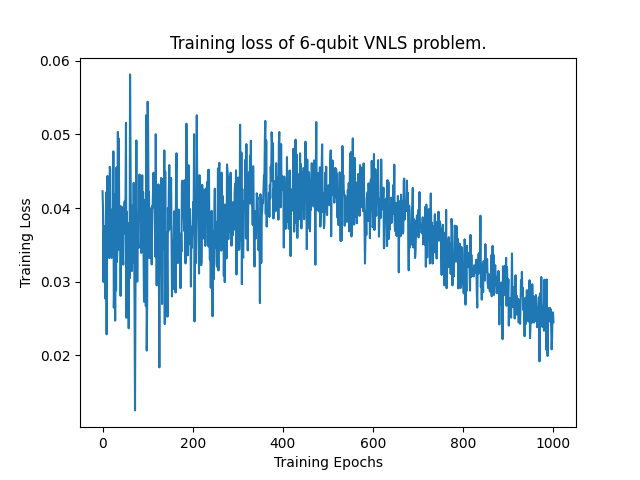 Training loss of 6-qubit VNLS problem.
0.06
0.05
0.04
0.03
0.02
Training Loss
0 200 400 600 800 1000
Training Epochs